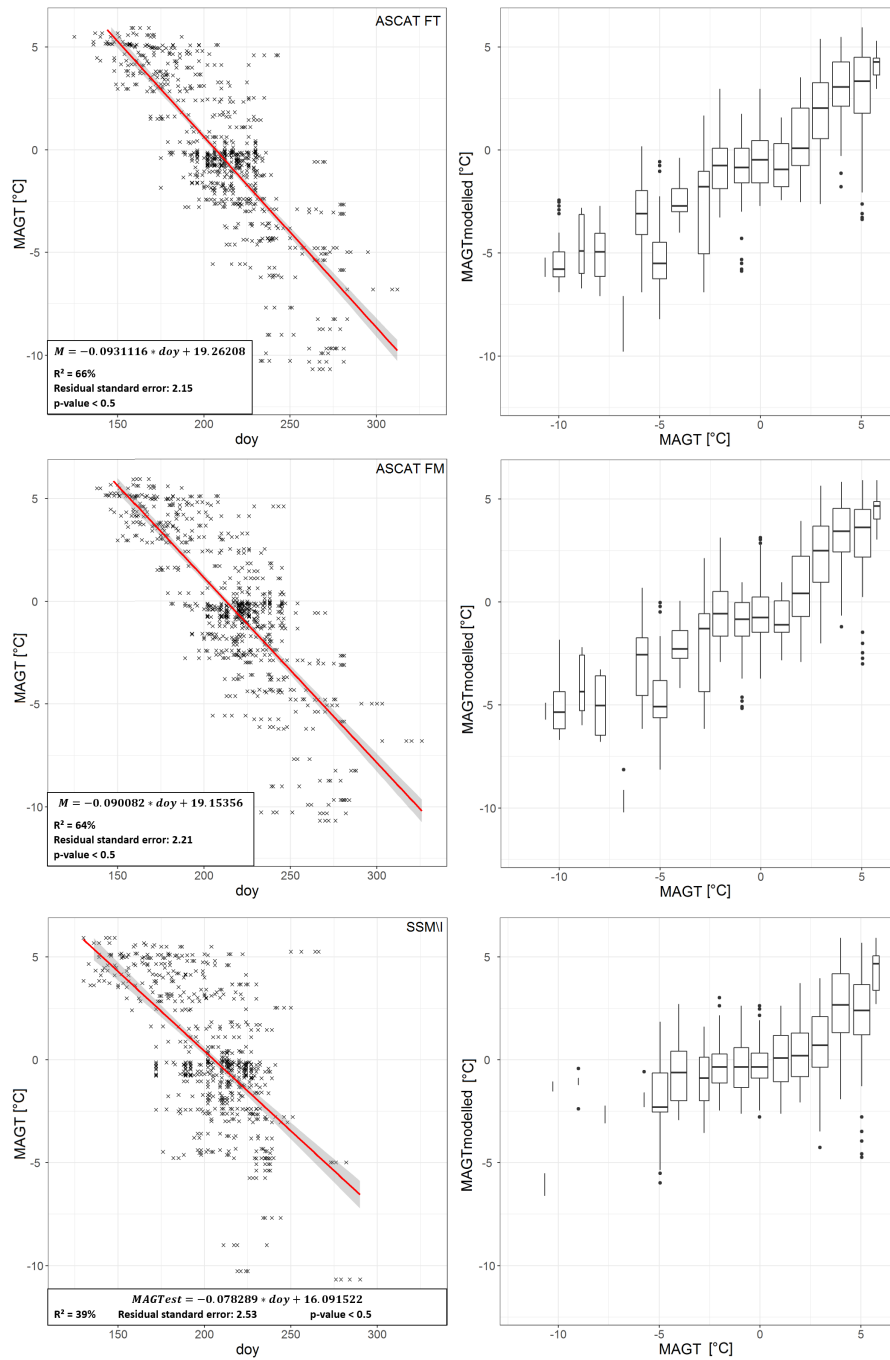 ASCAT FT
5
0
-5
-10
MAGT [°C]
M = −0.0931116 * doy + 19.26208
R² = 66%
Residual standard error: 2.15
p-value < 0.5
150 200 250 300
doy
5
0
-5
-10
MAGTmodelled [°C]
-10 -5 0 5
MAGT [°C]
ASCAT FM
5
0
-5
-10
MAGT [°C]
M = −0.090082 * doy + 19.15356
R² = 64%
Residual standard error: 2.21
p-value < 0.5
150 200 250 300
doy
5
0
-5
-10
MAGTmodelled [°C]
-10 -5 0 5
MAGT [°C]
SSM\I
5
0
-5
-10
MAGT [°C]
MAGTest = −0.078289 * doy + 16.091522
R² = 39% Residual standard error: 2.53 p-value < 0.5
150 200 250 300
doy
5
0
-5
-10
MAGTmodelled [°C]
-10 -5 0 5
MAGT [°C]